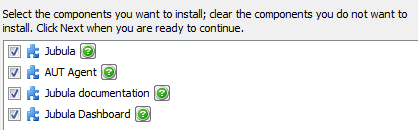 Select the components you want to install; clear the components you do not want to
install. Click Next when you are ready to continue.
Jubula
AUT Agent
Jubula documentation
Jubula Dashboard